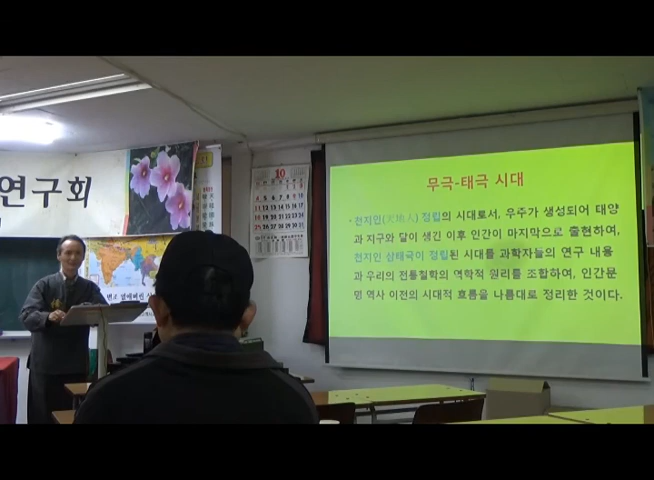 연구회
10
무극-태극 시대
천지인(天地人) 정립의 시대로서, 우주가 생성되어 태양
과 지구와 달이 생긴 이후 인간이 마지막으로 출현하여,
천지인 삼태극이 정립된 시대를 과학자들의 연구 내용
과 우리의 전통철학의 역학적 원리를 조합하여, 인간문
명 역사 이전의 시대적 흐름을 나름대로 정리한 것이다.